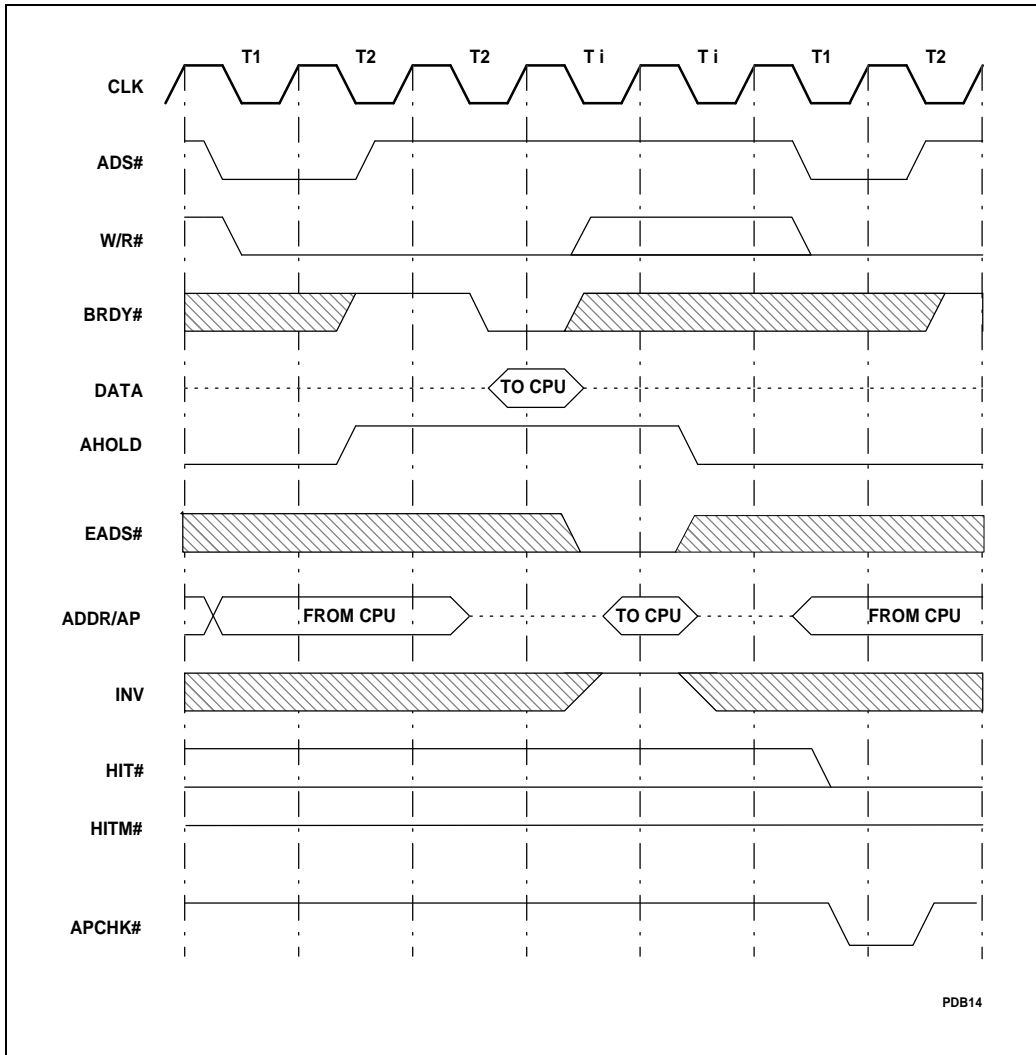 T1 T2 T2 T i T i T1 T2
CLK
ADS#
W/R#
BRDY#
DATA TO CPU
AHOLD
EADS#
ADDR/AP FROM CPU TO CPU FROM CPU
INV
HIT#
HITM#
APCHK#
PDB14